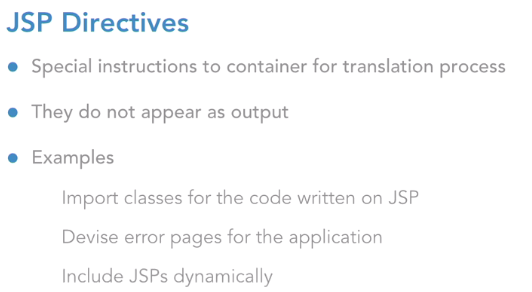 JSP Directives
Special instructions to container for translation process
They do not appear as output
Examples
Import classes for the code written on JSP
Devise error pages for the application
Include JSPs dynamically